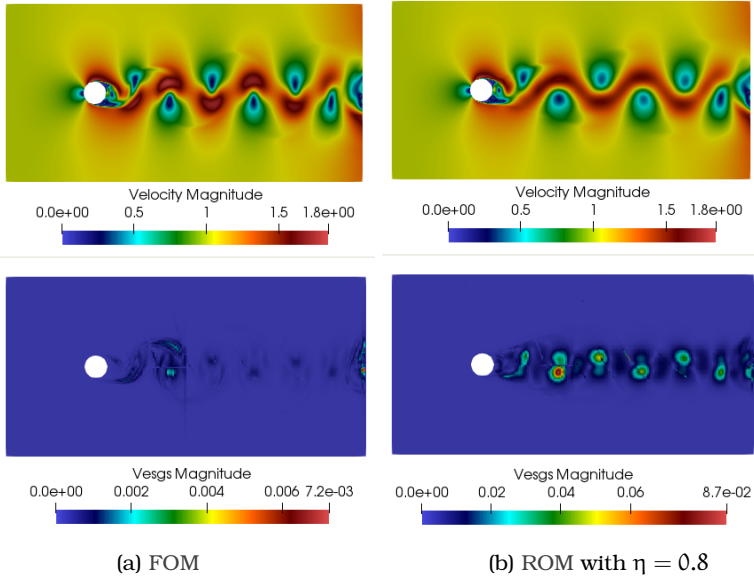 Velocity Magnitude
0.0e+00 0.5 1 1.5 1.8e+00
Velocity Magnitude
0.0e+00 0.5 1 1.5 1.8e+00
Vesgs Magnitude
0.0e+00 0.002 0.004 0.006 7.2e-03
Vesgs Magnitude
0.0e+00 0.02 0.04 0.06 8.7e-02
(a) FOM
(b) ROM with η = 0.8